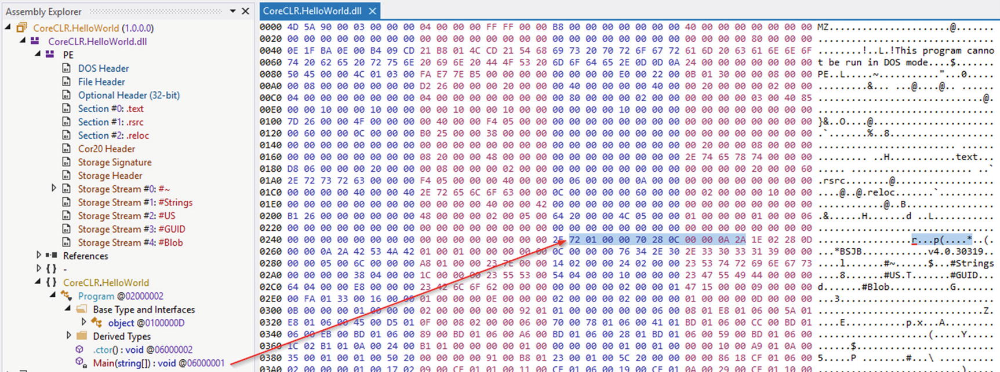 Assembly Explorer
CoreCLR.HelloWorld (1.0.0.0)
CoreCLR.HelloWorld.dll
PE
DOS Header
File Header
Optional Header (32-bit)
Section #0: .text
Section #1: .rsrc
Section #2: .reloc
Cor20 Header
Storage Signature
Storage Header
Storage Stream #0: #~
Storage Stream #1: #Strings
Storage Stream #2: #US
Storage Stream #3: #GUID
Storage Stream #4: #Blob
References
{ } -
{ } CoreCLR.HelloWorld
Program @02000002
Base Type and Interfaces
object @0100000D
Derived Types
.ctor() : void @06000002
Main(string[]) : void @06000001
CoreCLR.HelloWorld.dll
0000 4D 5A 90 00 03 00 00 00 04 00 00 00 FF FF 00 00 B8 00 00 00 00 00 00 00 40 00 00 00 00 00 00 00 MZ......................@.......
0020 00 00 00 00 00 00 00 00 00 00 00 00 00 00 00 00 00 00 00 00 00 00 00 00 00 00 00 00 80 00 00 00 ................................
0040 0E 1F BA 0E 00 B4 09 CD 21 B8 01 4C CD 21 54 68 69 73 20 70 72 6F 67 72 61 6D 20 63 61 6E 6E 6F ........!..L.!This program canno
0060 74 20 62 65 20 72 75 6E 20 69 6E 20 44 4F 53 20 6D 6F 64 65 2E 0D 0D 0A 24 00 00 00 00 00 00 00 t be run in DOS mode....$.......
0080 50 45 00 00 4C 01 03 00 FA E7 7E B5 00 00 00 00 00 00 00 00 E0 00 22 00 0B 01 30 00 00 08 00 00 PE..L.....~..........."...0.....
00A0 00 08 00 00 00 00 00 00 D2 26 00 00 00 20 00 00 00 40 00 00 00 00 40 00 00 20 00 00 00 02 00 00 .........&... ...@....@.. ......
00C0 04 00 00 00 00 00 00 00 04 00 00 00 00 00 00 00 00 80 00 00 00 02 00 00 00 00 00 00 03 00 40 85 ..............................@.
00E0 00 00 10 00 00 10 00 00 00 00 10 00 00 10 00 00 00 00 00 00 10 00 00 00 00 00 00 00 00 00 00 00 ................................
0100 7D 26 00 00 4F 00 00 00 00 40 00 00 F4 05 00 00 00 00 00 00 00 00 00 00 00 00 00 00 00 00 00 00 }&..O....@......................
0120 00 60 00 00 0C 00 00 00 B0 25 00 00 38 00 00 00 00 00 00 00 00 00 00 00 00 00 00 00 00 00 00 00 .`.......%..8...................
0140 00 00 00 00 00 00 00 00 00 00 00 00 00 00 00 00 00 00 00 00 00 00 00 00 00 20 00 00 08 00 00 00 ......................... ......
0160 00 00 00 00 00 00 00 00 08 20 00 00 48 00 00 00 00 00 00 00 00 00 00 00 2E 74 65 78 74 00 00 00 ......... ..H............text...
0180 D8 06 00 00 00 20 00 00 00 08 00 00 00 02 00 00 00 00 00 00 00 00 00 00 00 00 00 00 20 00 00 60 ..... ...................... ..`
01A0 2E 72 73 72 63 00 00 00 F4 05 00 00 00 40 00 00 00 06 00 00 00 0A 00 00 00 00 00 00 00 00 00 00 .rsrc........@..................
01C0 00 00 00 00 40 00 00 40 2E 72 65 6C 6F 63 00 00 0C 00 00 00 00 60 00 00 00 02 00 00 00 10 00 00 ....@..@.reloc.......`..........
01E0 00 00 00 00 00 00 00 00 00 00 00 00 40 00 00 42 00 00 00 00 00 00 00 00 00 00 00 00 00 00 00 00 ............@..B................
0200 B1 26 00 00 00 00 00 00 48 00 00 00 02 00 05 00 64 20 00 00 4C 05 00 00 01 00 00 00 01 00 00 06 .&......H.......d ..L...........
0220 00 00 00 00 00 00 00 00 00 00 00 00 00 00 00 00 00 00 00 00 00 00 00 00 00 00 00 00 00 00 00 00 ................................
0240 00 00 00 00 00 00 00 00 00 00 00 00 00 00 00 00 2E 72 01 00 00 70 28 0C 00 00 0A 2A 1E 02 28 0D .................r...p(....*..(.
0260 00 00 0A 2A 42 53 4A 42 01 00 01 00 00 00 00 00 0C 00 00 00 76 34 2E 30 2E 33 30 33 31 39 00 00 ...*BSJB............v4.0.30319..
0280 00 00 05 00 6C 00 00 00 A8 01 00 00 23 7E 00 00 14 02 00 00 24 02 00 00 23 53 74 72 69 6E 67 73 ....l.......#~......$...#Strings
02A0 00 00 00 00 38 04 00 00 1C 00 00 00 23 55 53 00 54 04 00 00 10 00 00 00 23 47 55 49 44 00 00 00 ....8.......#US.T.......#GUID...
02C0 64 04 00 00 E8 00 00 00 23 42 6C 6F 62 00 00 00 00 00 00 00 02 00 00 01 47 15 00 00 09 00 00 00 d.......#Blob...........G.......
02E0 00 FA 01 33 00 16 00 00 01 00 00 00 0E 00 00 00 02 00 00 00 02 00 00 00 01 00 00 00 0D 00 00 00 ...3............................
0300 0B 00 00 00 01 00 00 00 02 00 00 00 00 00 92 01 01 00 00 00 00 00 06 00 08 01 E8 01 06 00 5A 01 ..............................Z.
0320 E8 01 06 00 45 00 D5 01 0F 00 08 02 00 00 06 00 70 00 78 01 06 00 41 01 BD 01 06 00 CC 00 BD 01 ....E...........p.x...A.........
0340 06 00 EB 00 BD 01 06 00 89 00 BD 01 06 00 A6 00 BD 01 06 00 28 01 BD 01 06 00 59 00 BD 01 06 00 ....................(.....Y.....
0360 1C 02 B1 01 0A 00 24 00 B1 01 00 00 00 00 01 00 00 00 00 00 01 00 01 00 00 00 10 00 A9 01 0A 00 ......$.........................
0380 35 00 01 00 01 00 50 20 00 00 00 00 91 00 B8 01 23 00 01 00 5C 20 00 00 00 00 86 18 CF 01 06 00 5.....P ........#...\ ..........